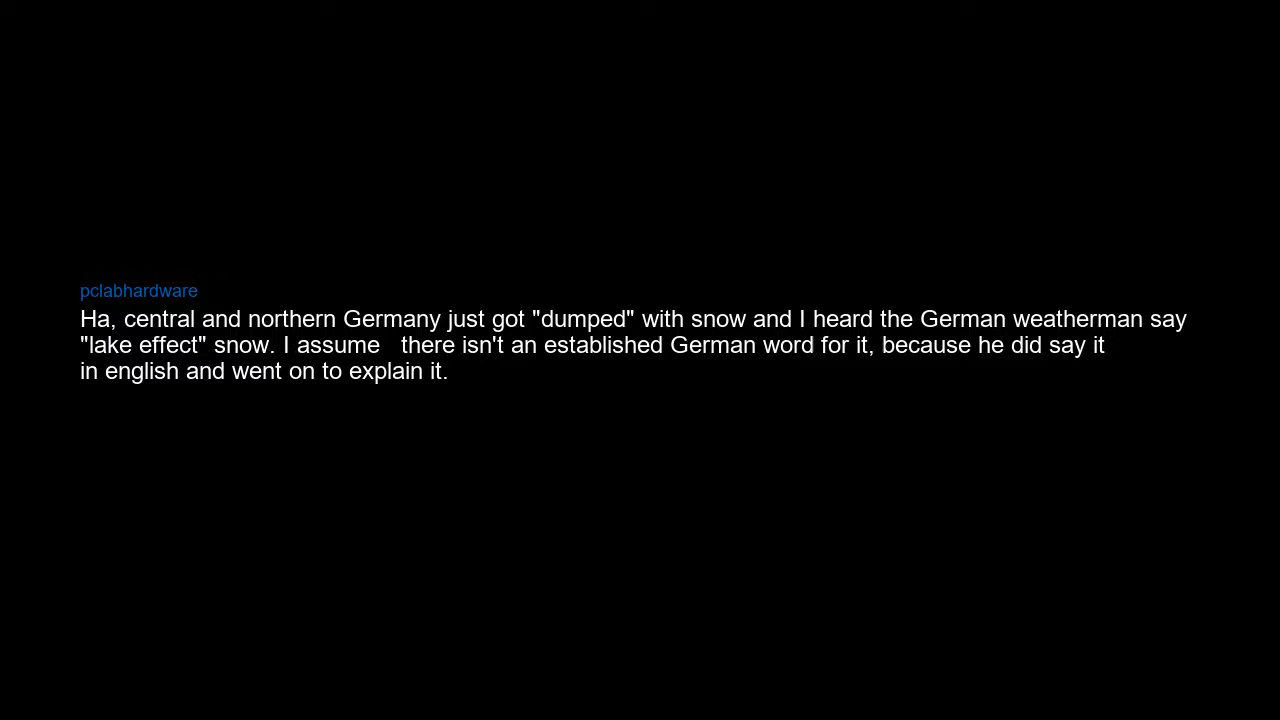 pclabhardware
Ha, central and northern Germany just got "dumped" with snow and I heard the German weatherman say
"lake effect" snow. I assume   there isn't an established German word for it, because he did say it
in english and went on to explain it.